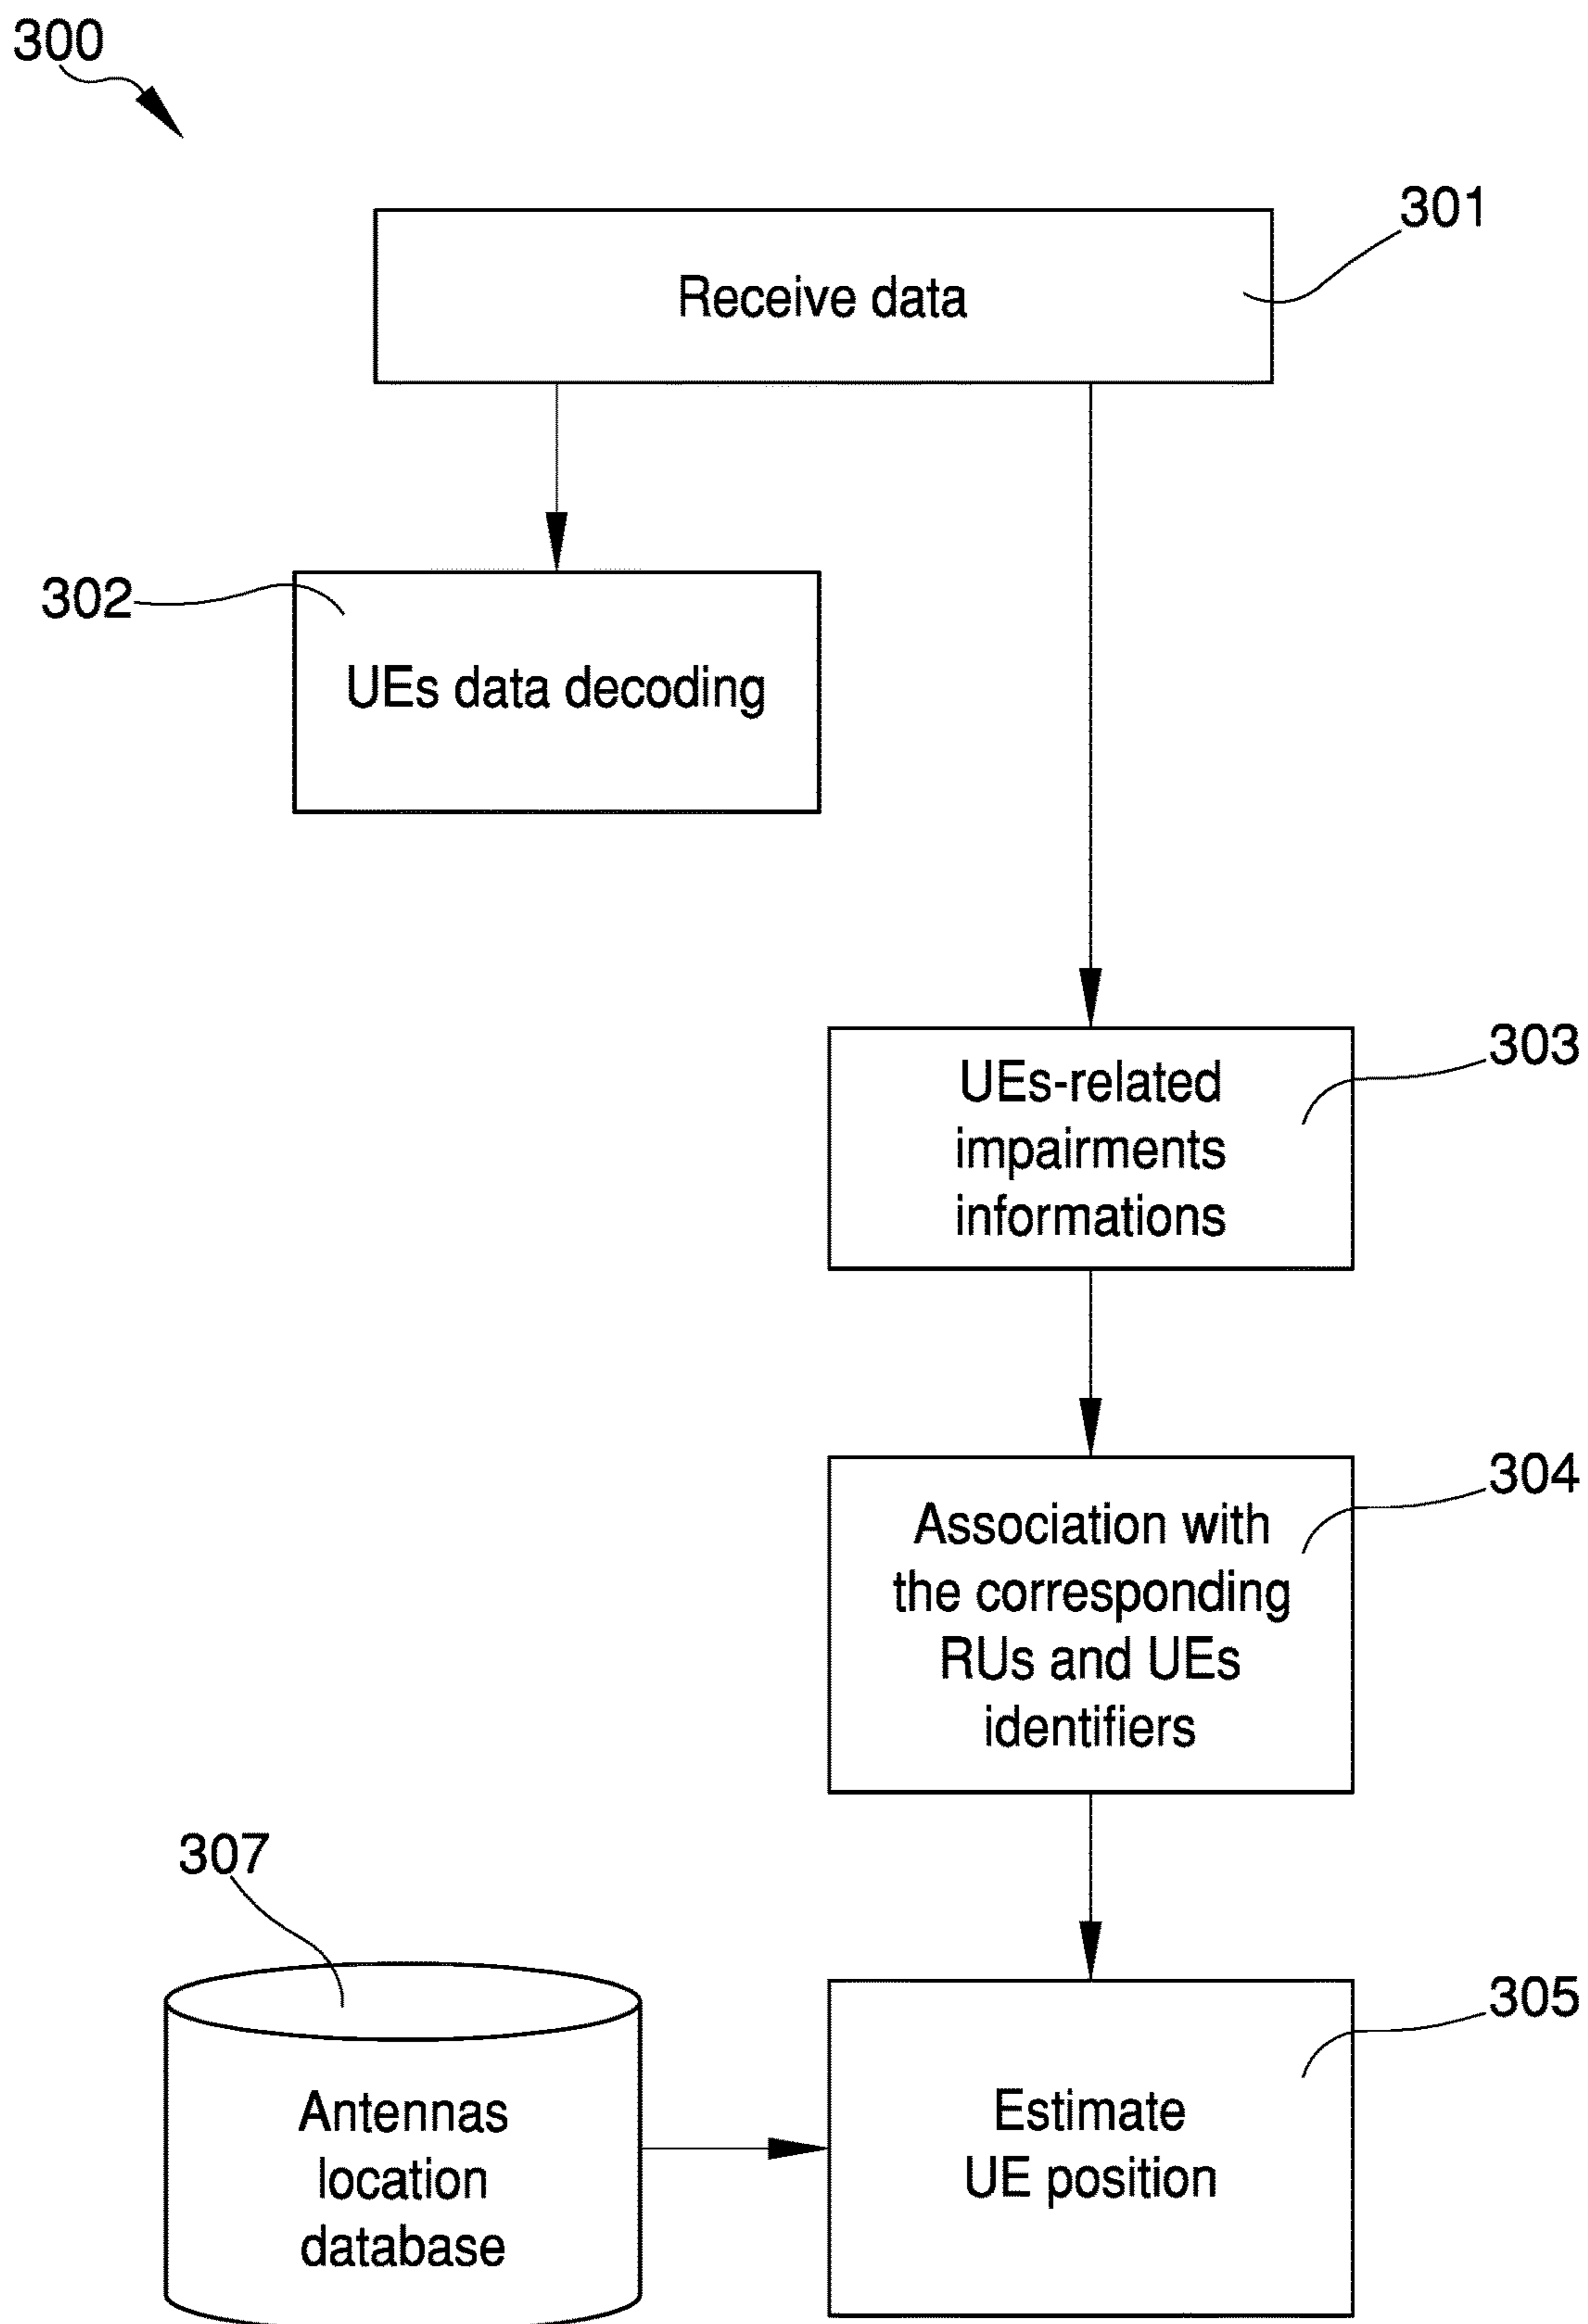 300
301
Receive data
302
UEs data decoding
303
UEs-related
impairments
informations
304
Association with
the corresponding
RUs and UEs
identifiers
307
Antennas
location
database
305
Estimate
UE position